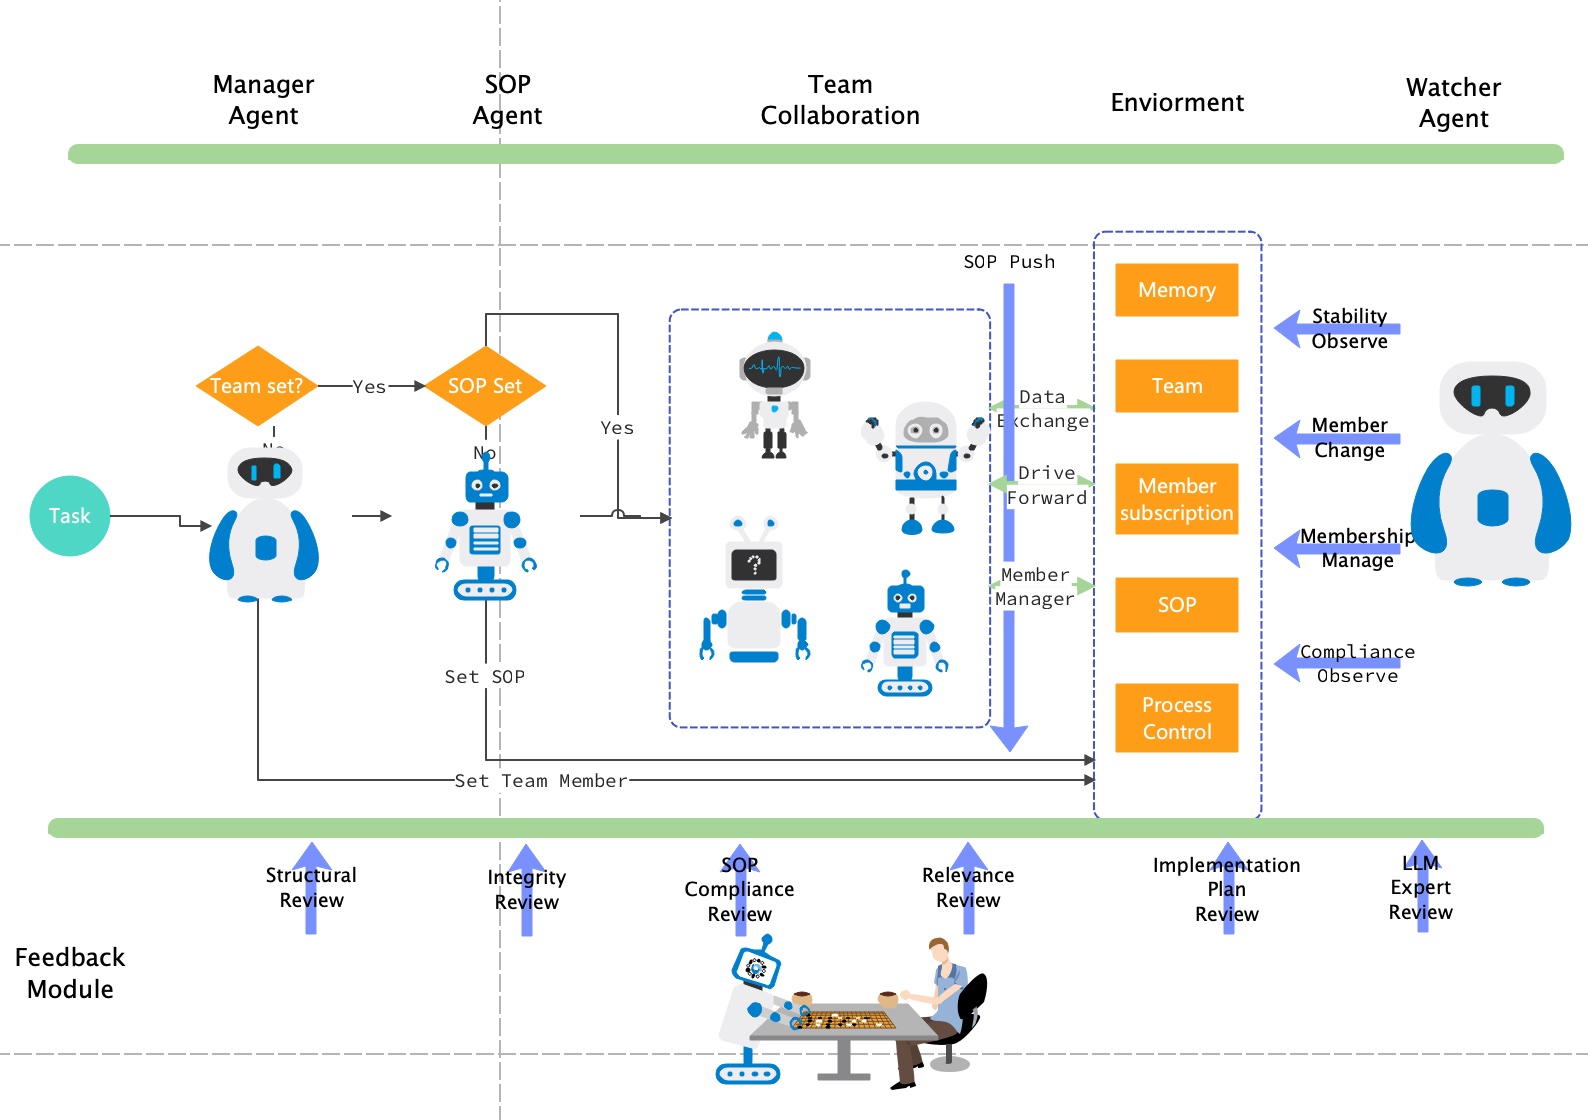 Manager
Agent
SOP
Agent
Team
Collaboration
Enviorment
Watcher
Agent
SOP Push
Memory
Stability
Observe
Team set?
Yes
SOP Set
Team
Data
Exchange
Yes
Member
Change
No
No
Drive
Forward
Member
subscription
Task
?
Membership
Manage
Member
Manager
SOP
Set SOP
Compliance
Observe
Process
Control
Set Team Member
Structural
Review
Integrity
Review
SOP
Compliance
Review
Relevance
Review
Implementation
Plan
Review
LLM
Expert
Review
Feedback
Module